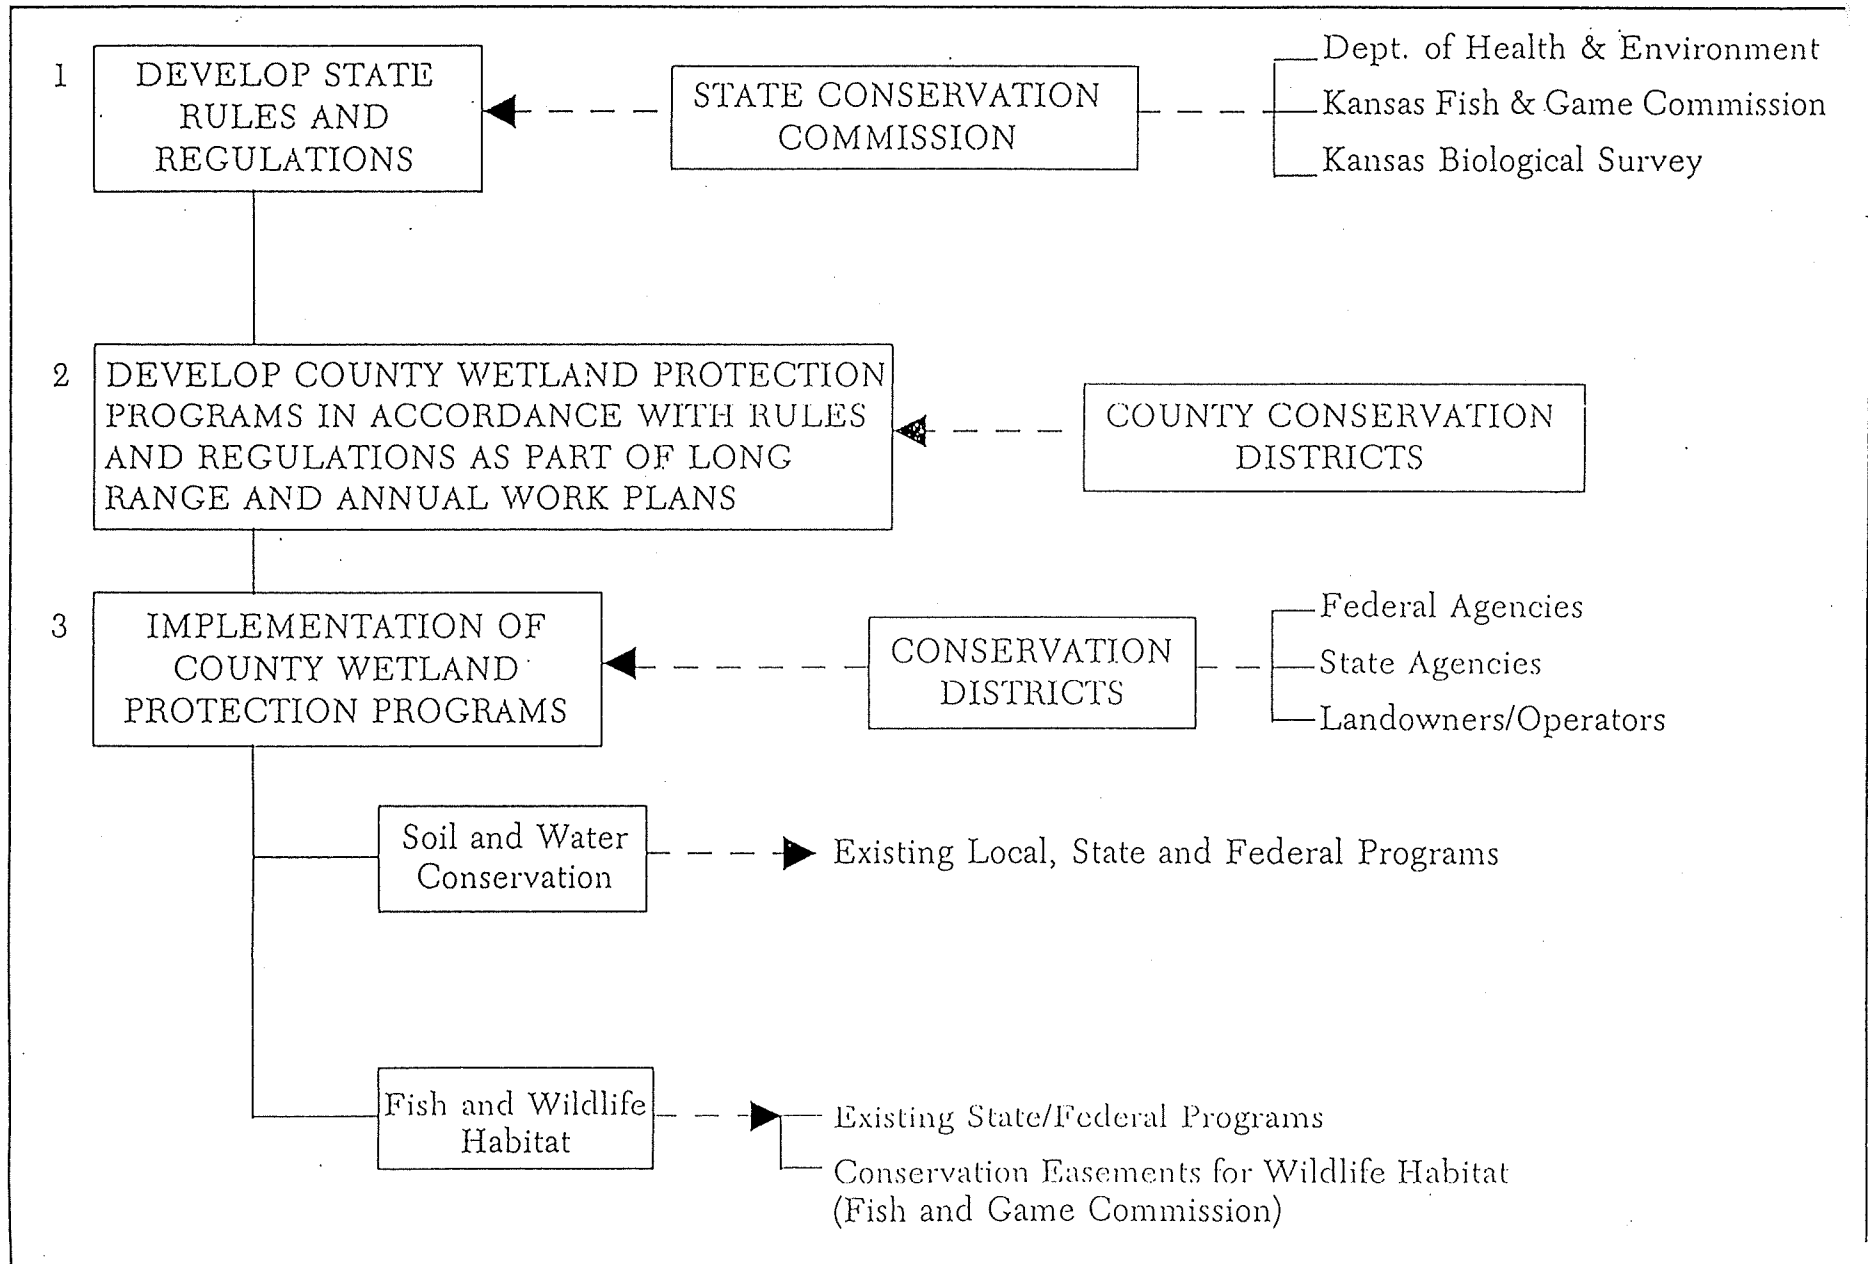 1
DEVELOP STATE
RULES AND
REGULATIONS
STATE CONSERVATION
COMMISSION
Dept. of Health & Environment
Kansas Fish & Game Commission
Kansas Biological Survey
2
DEVELOP COUNTY WETLAND PROTECTION
PROGRAMS IN ACCORDANCE WITH RULES
AND REGULATIONS AS PART OF LONG
RANGE AND ANNUAL WORK PLANS
COUNTY CONSERVATION
DISTRICTS
3
IMPLEMENTATION OF
COUNTY WETLAND
PROTECTION PROGRAMS
CONSERVATION
DISTRICTS
Federal Agencies
State Agencies
Landowners/Operators
Soil and Water
Conservation
Existing Local, State and Federal Programs
Fish and Wildlife
Habitat
Existing State/Federal Programs
Conservation Easements for Wildlife Habitat
(Fish and Game Commission)